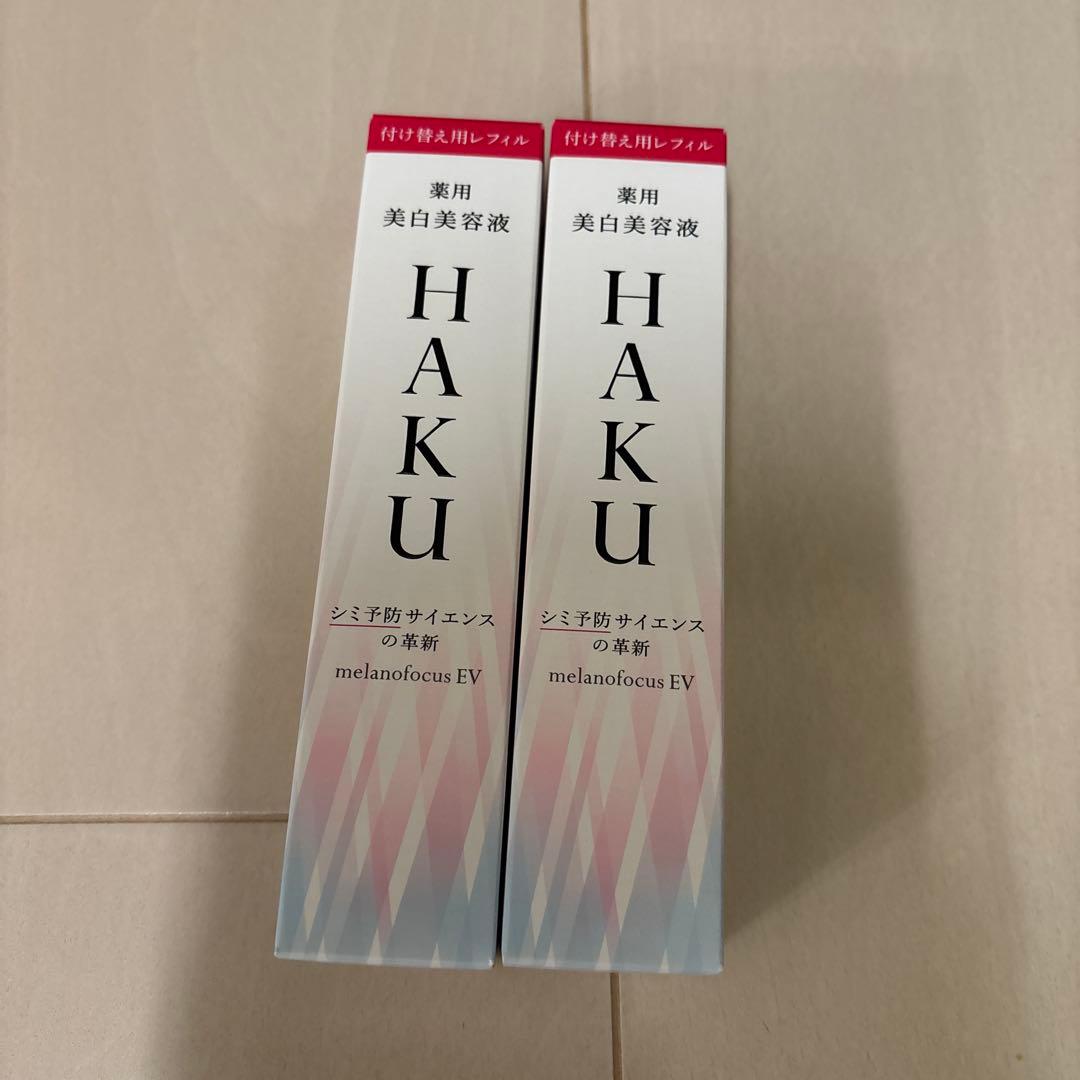 付け替え用レフィル
薬用
美白美容液
HAKU
シミ予防サイエンス
の革新
melanofocus EV
付け替え用レフィル
薬用
美白美容液
HAKU
シミ予防サイエンス
の革新
melanofocus EV